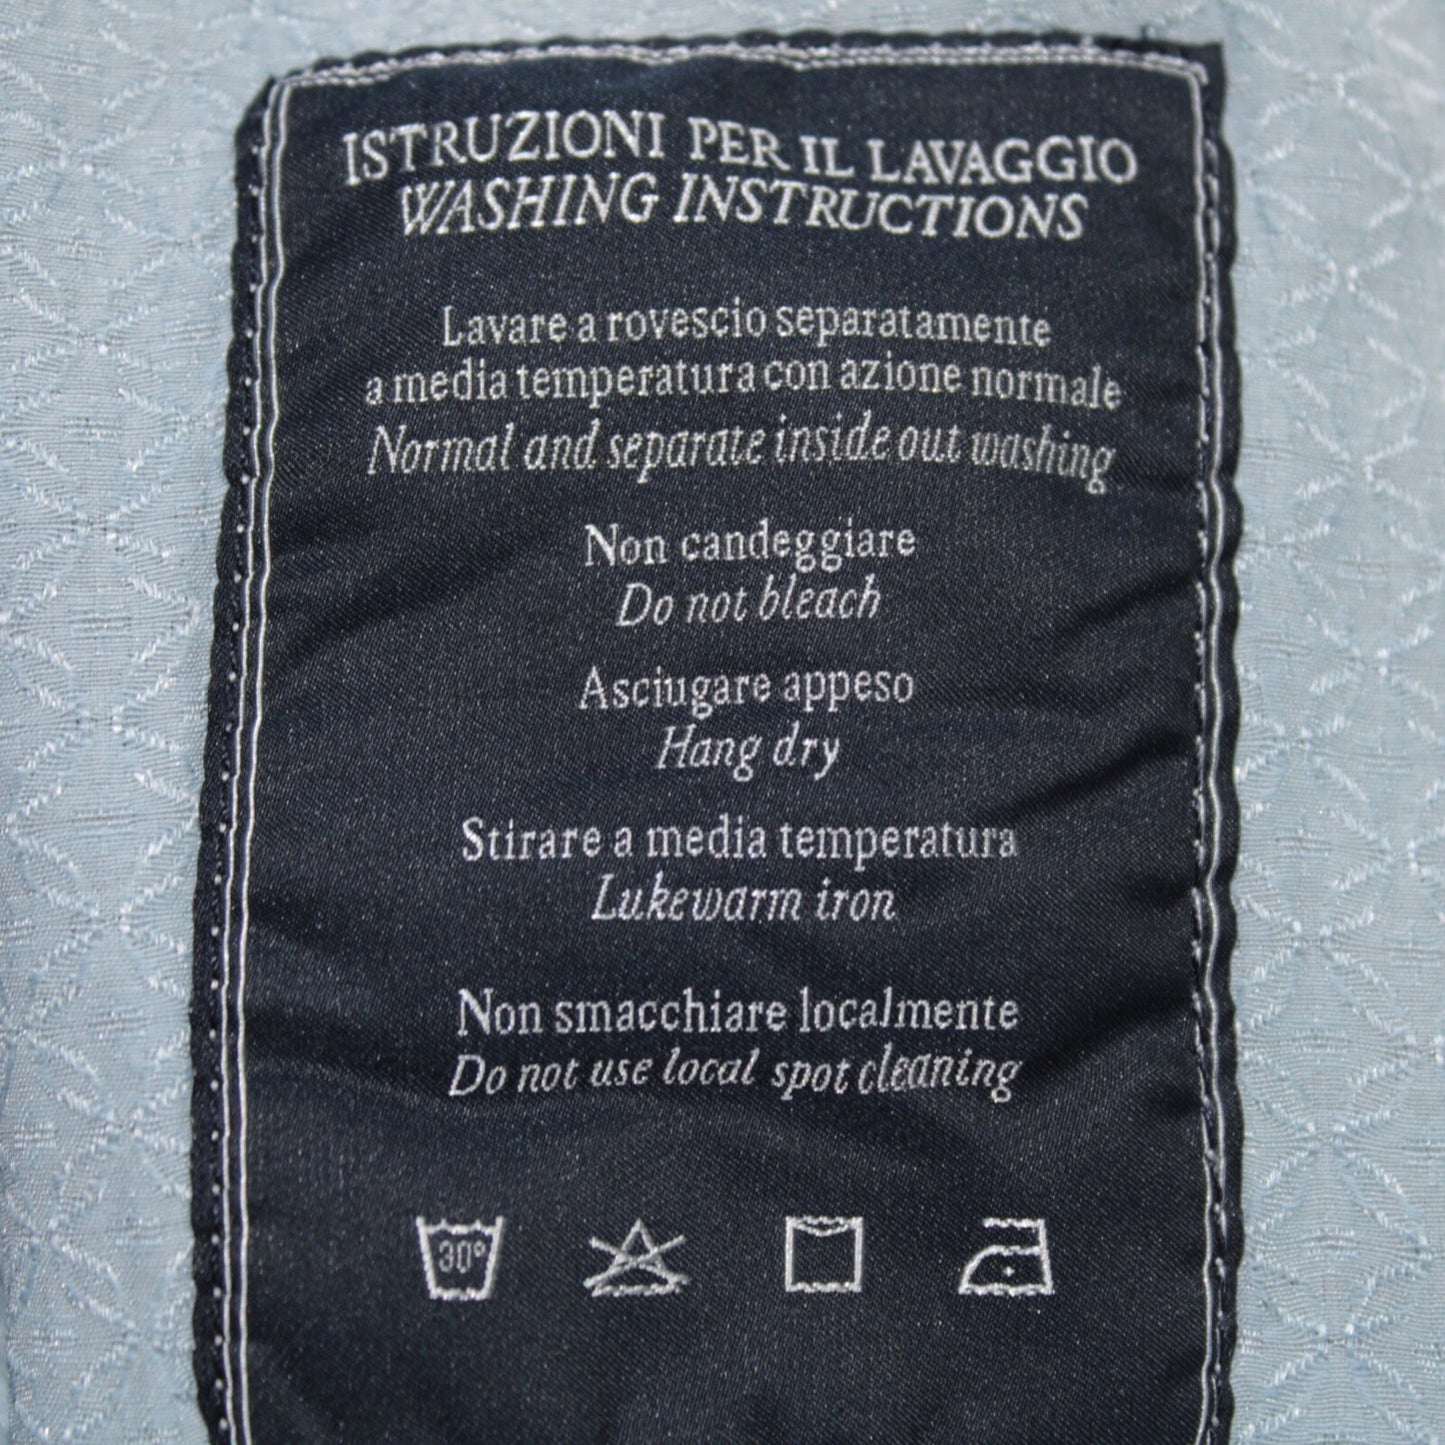 ISTRUZIONI PER IL LAVAGGIO
WASHING INSTRUCTIONS
Lavare a rovescio separatamente
a media temperatura con azione normale
Normal and separate inside out washing
Non candeggiare
Do not bleach
Asciugare appeso
Hang dry
Stirare a media temperatura
Lukewarm iron
Non smacchiare localmente
Do not use local spot cleaning
30°